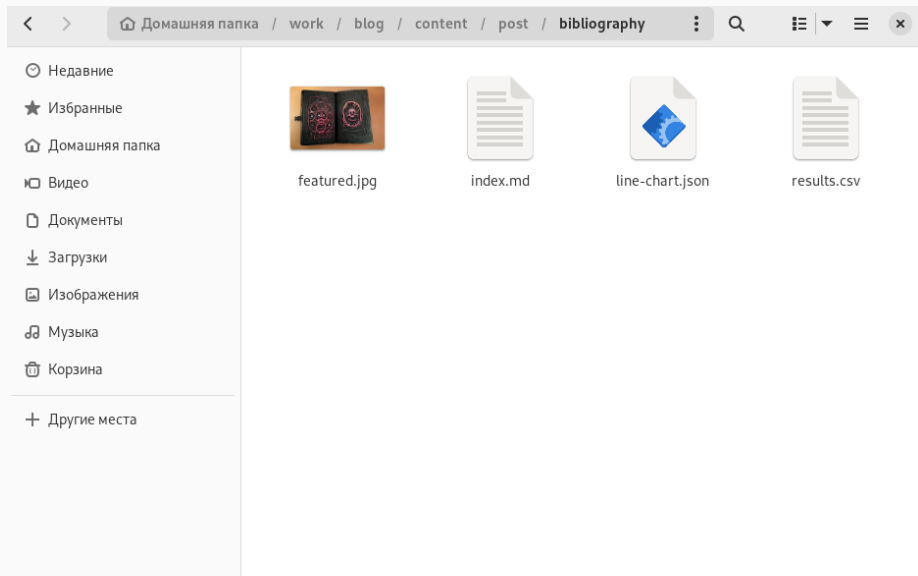 Домашняя папка / work / blog / content / post / bibliography
Недавние
Избранные
Домашняя папка
Видео
Документы
Загрузки
Изображения
Музыка
Корзина
Другие места
featured.jpg index.md line-chart.json results.csv